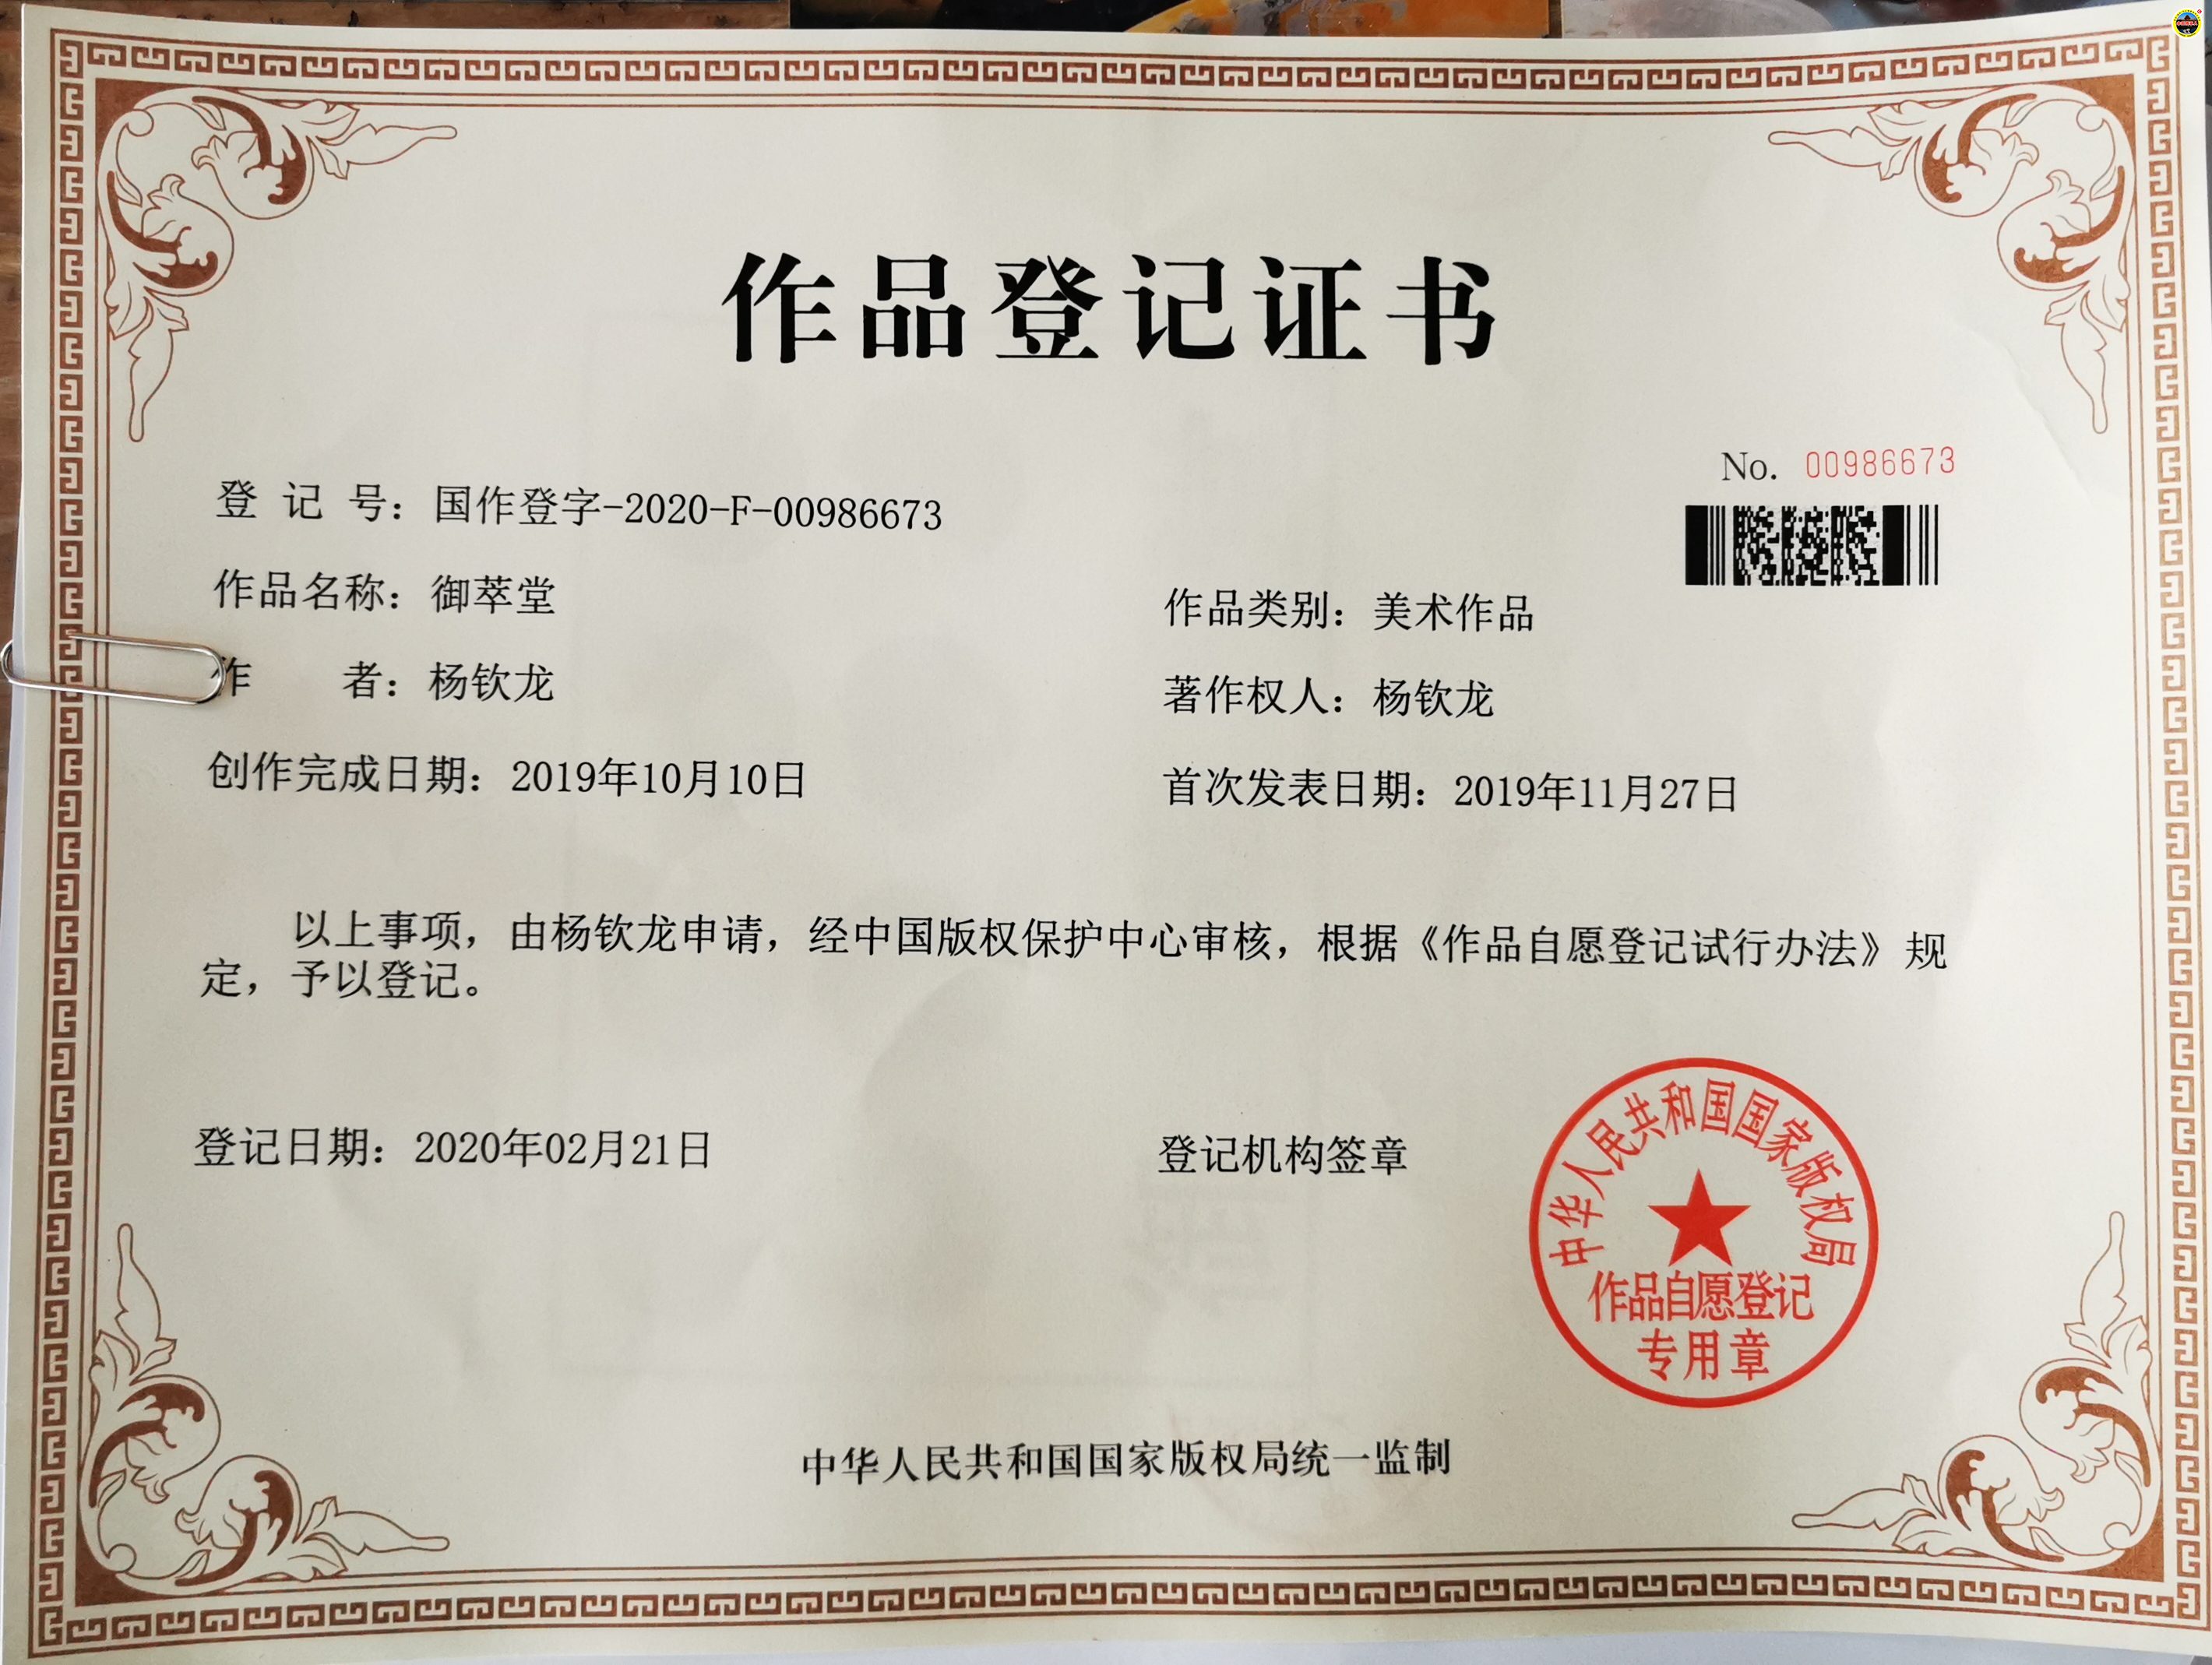 作品登记证书
No. 00986673
登 记 号：国作登字-2020-F-00986673
作品名称：御萃堂
作品类别：美术作品
作 者：杨钦龙
著作权人：杨钦龙
创作完成日期：2019年10月10日
首次发表日期：2019年11月27日
以上事项，由杨钦龙申请，经中国版权保护中心审核，根据《作品自愿登记试行办法》规
定，予以登记。
登记日期：2020年02月21日
登记机构签章
中华人民共和国国家版权局
作品自愿登记
专用章
中华人民共和国国家版权局统一监制